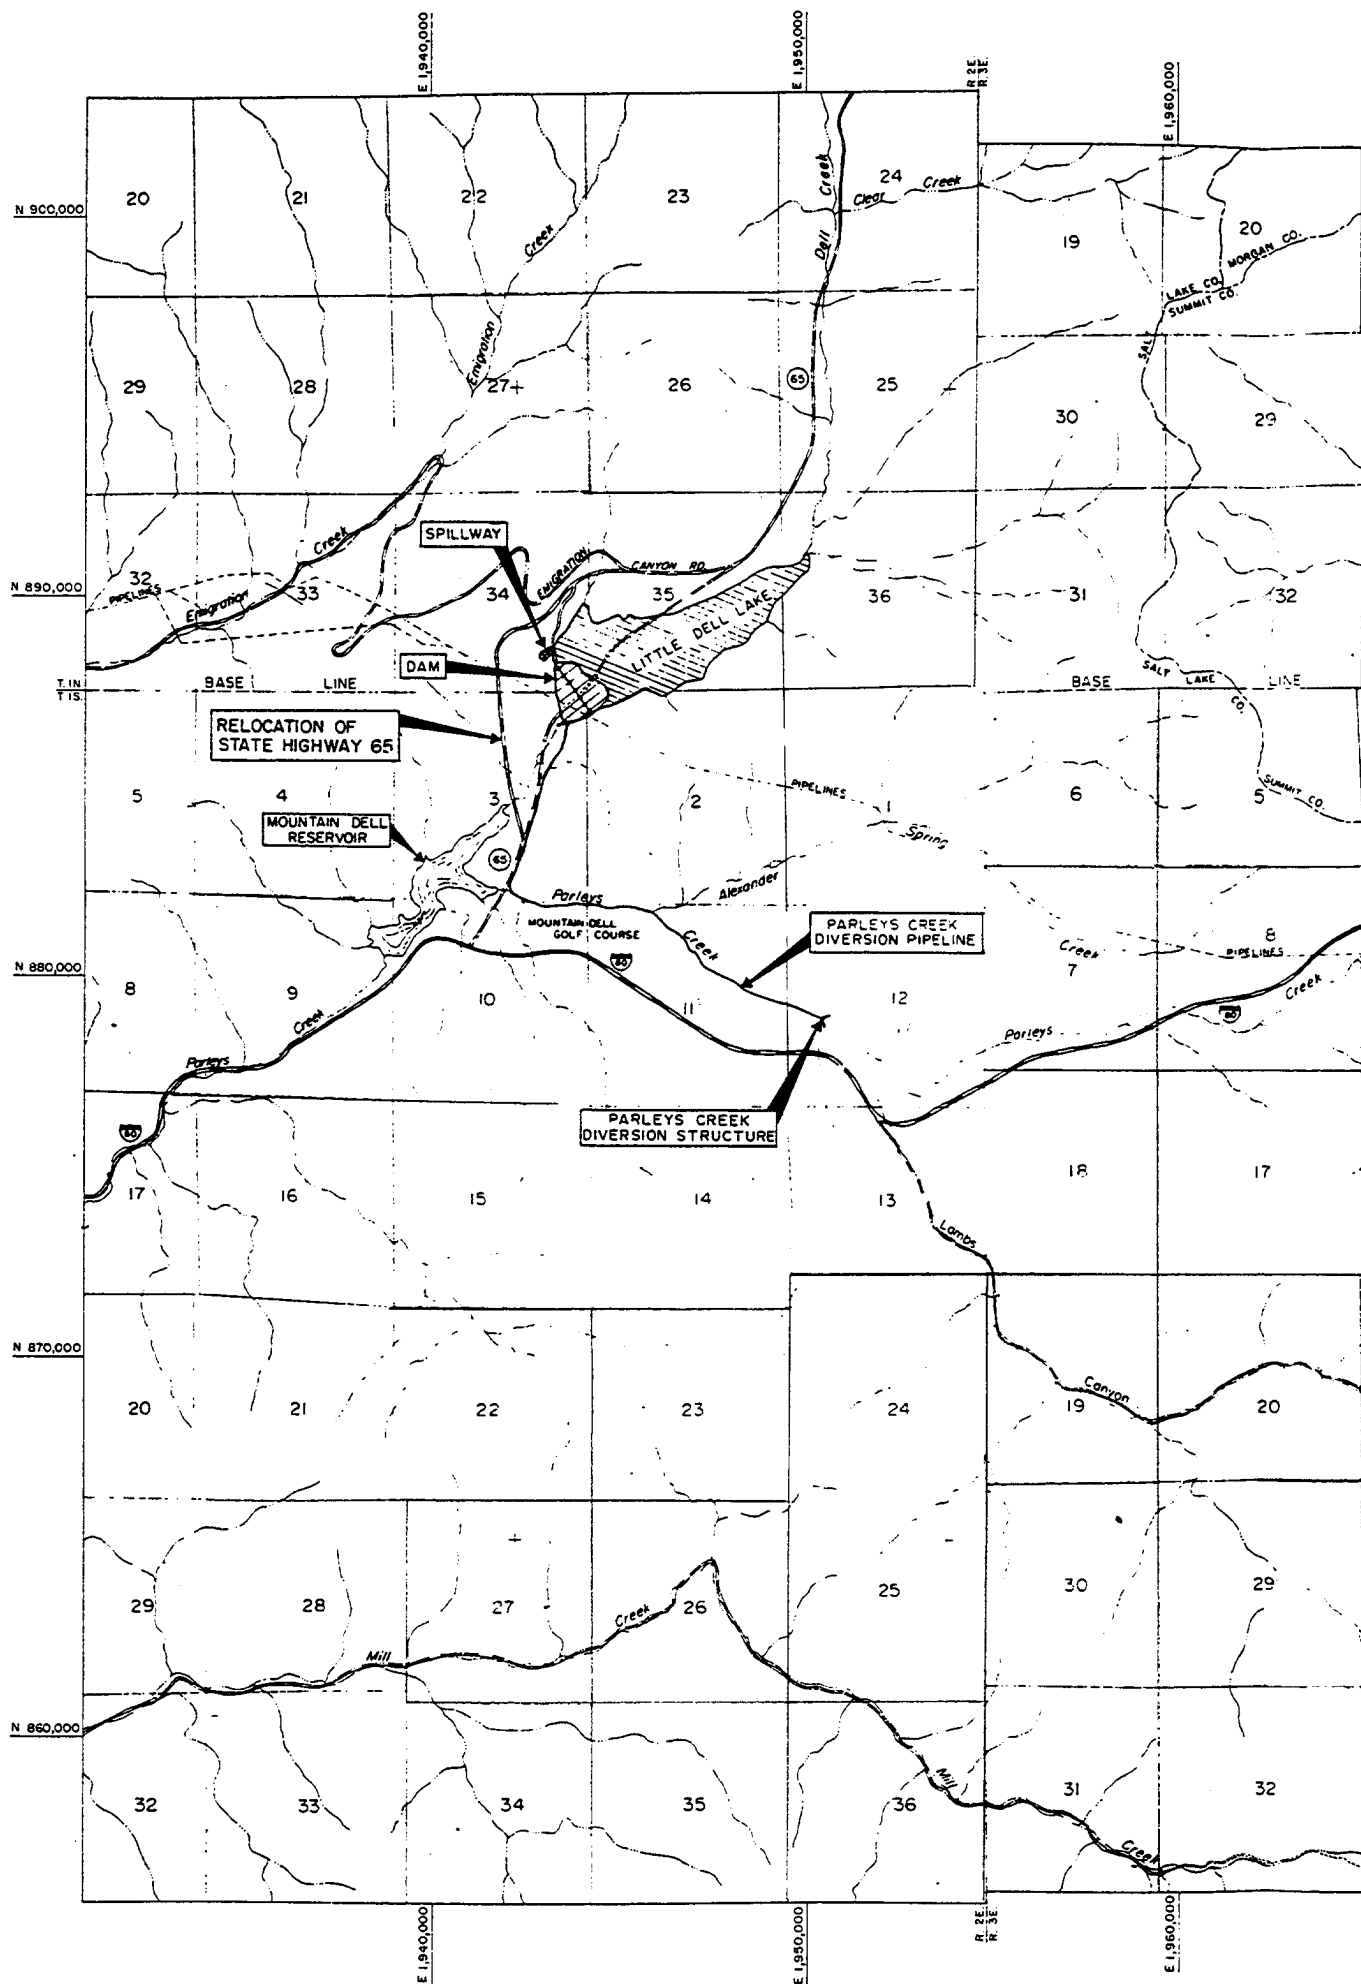 E 1,940,000
E 1,950,000
R. 2E.
R. 3E.
E 1,960,000
N 900,000
20
21
22
23
24
Creek
Dell
Clear Creek
Creek
19
20
MORGAN CO.
LAKE CO.
SUMMIT CO.
SALT
Emigration
29
28
27
26
65
25
30
29
SPILLWAY
Creek
EMIGRATION
CANYON RD.
N 890,000
32
PIPELINES
Emigration
33
34
35
36
31
32
LITTLE DELL LAKE
DAM
T. 1N.
T. 1S.
BASE LINE
BASE LINE
SALT LAKE CO.
RELOCATION OF
STATE HIGHWAY 65
5
4
3
2
PIPELINES
1
6
5
SUMMIT CO.
MOUNTAIN DELL
RESERVOIR
65
Spring
Alexander
Parleys
MOUNTAIN DELL
GOLF COURSE
Creek
PARLEYS CREEK
DIVERSION PIPELINE
Creek
8
PIPELINES
N 880,000
8
9
10
80
11
12
7
Creek
Creek
Parleys
Parleys
80
80
PARLEYS CREEK
DIVERSION STRUCTURE
17
16
15
14
13
18
17
Lambs
N 870,000
Canyon
20
21
22
23
24
19
20
29
28
27
Creek
26
25
30
29
Mill
N 860,000
Mill
32
33
34
35
36
31
32
Creek
E 1,940,000
E 1,950,000
R. 2E.
R. 3E.
E 1,960,000